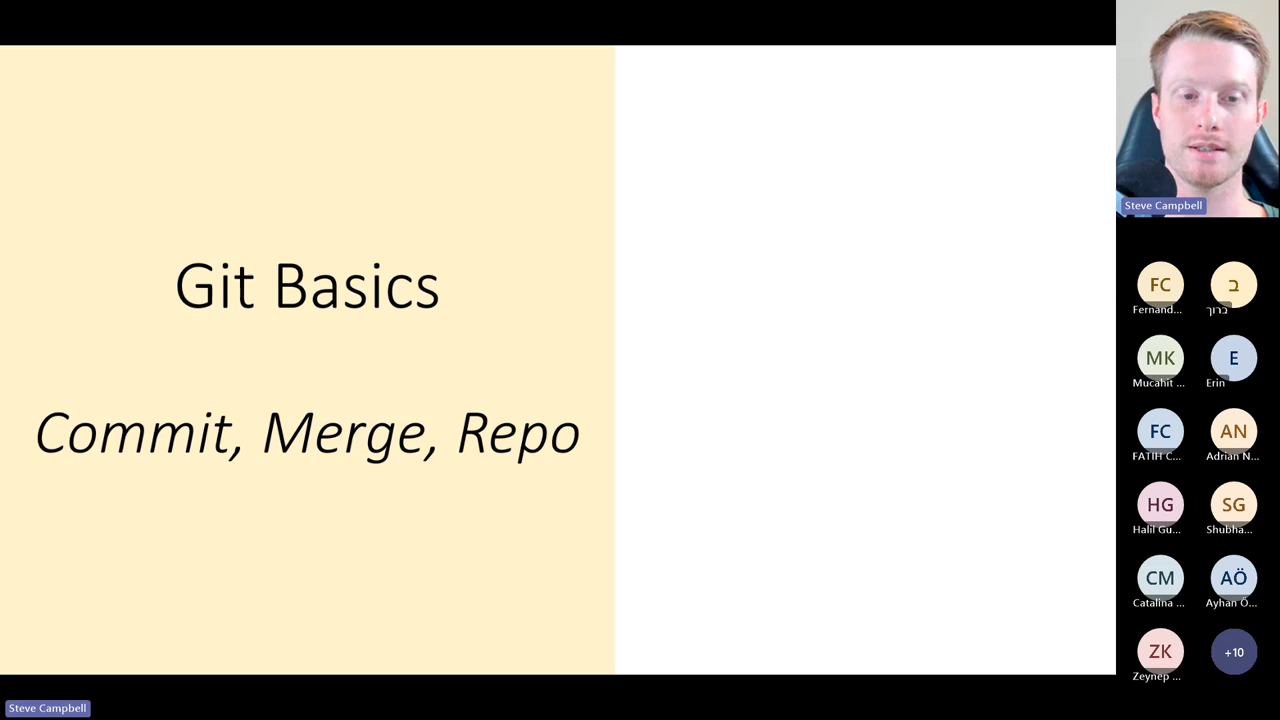 Git Basics
Commit, Merge, Repo
Steve Campbell
FC
Fernand...
ב
ברוך
MK
Mucahit ...
E
Erin
FC
FATIH C...
AN
Adrian N...
HG
Halil Gu...
SG
Shubha...
CM
Catalina ...
AÖ
Ayhan Ö...
ZK
Zeynep ...
+10
Steve Campbell